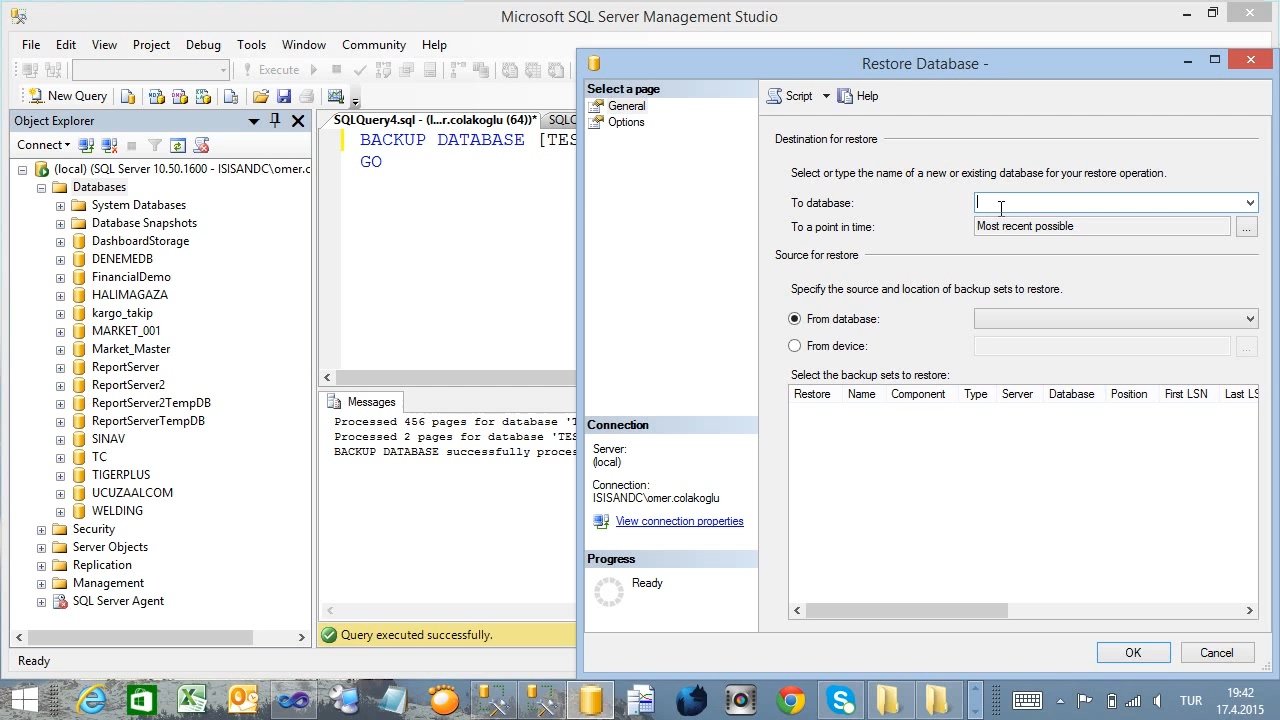 Microsoft SQL Server Management Studio
File Edit View Project Debug Tools Window Community Help
Execute
New Query
Object Explorer
Connect
(local) (SQL Server 10.50.1600 - ISISANDC\omer.c
Databases
System Databases
Database Snapshots
DashboardStorage
DENEMEDB
FinancialDemo
HALIMAGAZA
kargo_takip
MARKET_001
Market_Master
ReportServer
ReportServer2
ReportServer2TempDB
ReportServerTempDB
SINAV
TC
TIGERPLUS
UCUZAALCOM
WELDING
Security
Server Objects
Replication
Management
SQL Server Agent
Ready
SQLQuery4.sql - (l...r.colakoglu (64))* SQLC
BACKUP DATABASE [TES
GO
Messages
Processed 456 pages for database 'T
Processed 2 pages for database 'TES
BACKUP DATABASE successfully proces
Query executed successfully.
Restore Database -
Select a page
General
Options
Connection
Server:
(local)
Connection:
ISISANDC\omer.colakoglu
View connection properties
Progress
Ready
Script Help
Destination for restore
Select or type the name of a new or existing database for your restore operation.
To database:
To a point in time: Most recent possible ...
Source for restore
Specify the source and location of backup sets to restore.
From database:
From device: ...
Select the backup sets to restore:
Restore Name Component Type Server Database Position First LSN Last LS
OK Cancel
TUR
19:42
17.4.2015